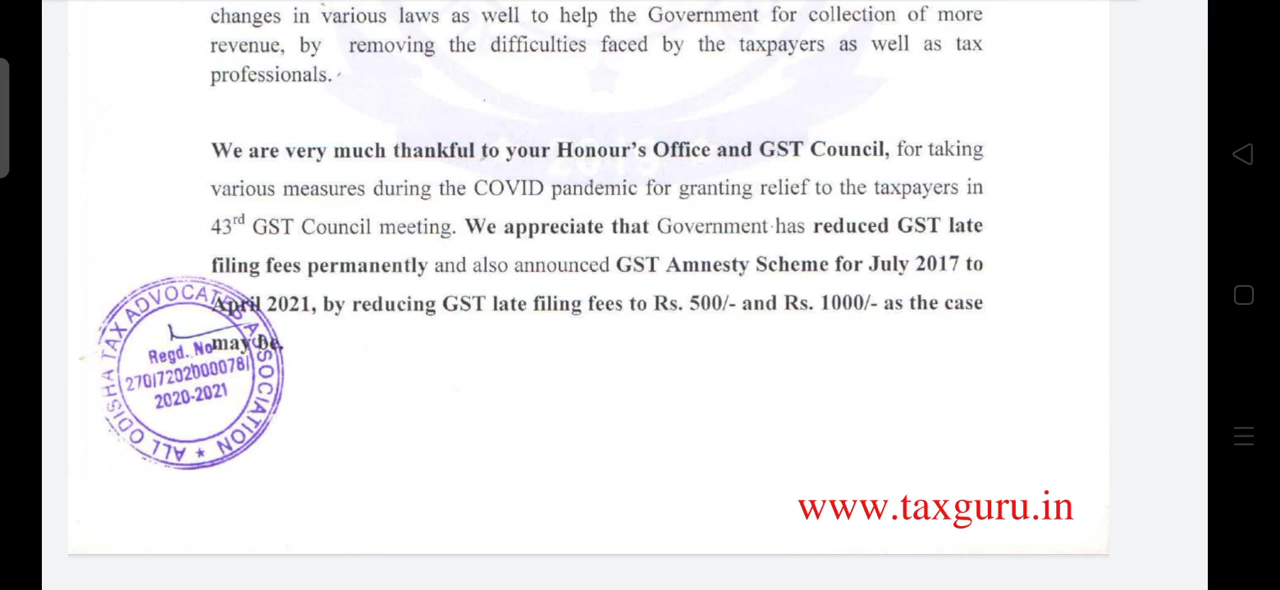 changes in various laws as well to help the Government for collection of more
revenue, by removing the difficulties faced by the taxpayers as well as tax
professionals.
We are very much thankful to your Honour's Office and GST Council, for taking
various measures during the COVID pandemic for granting relief to the taxpayers in
43rd GST Council meeting. We appreciate that Government has reduced GST late
filing fees permanently and also announced GST Amnesty Scheme for July 2017 to
April 2021, by reducing GST late filing fees to Rs. 500/- and Rs. 1000/- as the case
may be.
ALL ODISHA TAX ADVOCATES ASSOCIATION ★
Regd. No
2020-2021
2019
www.taxguru.in